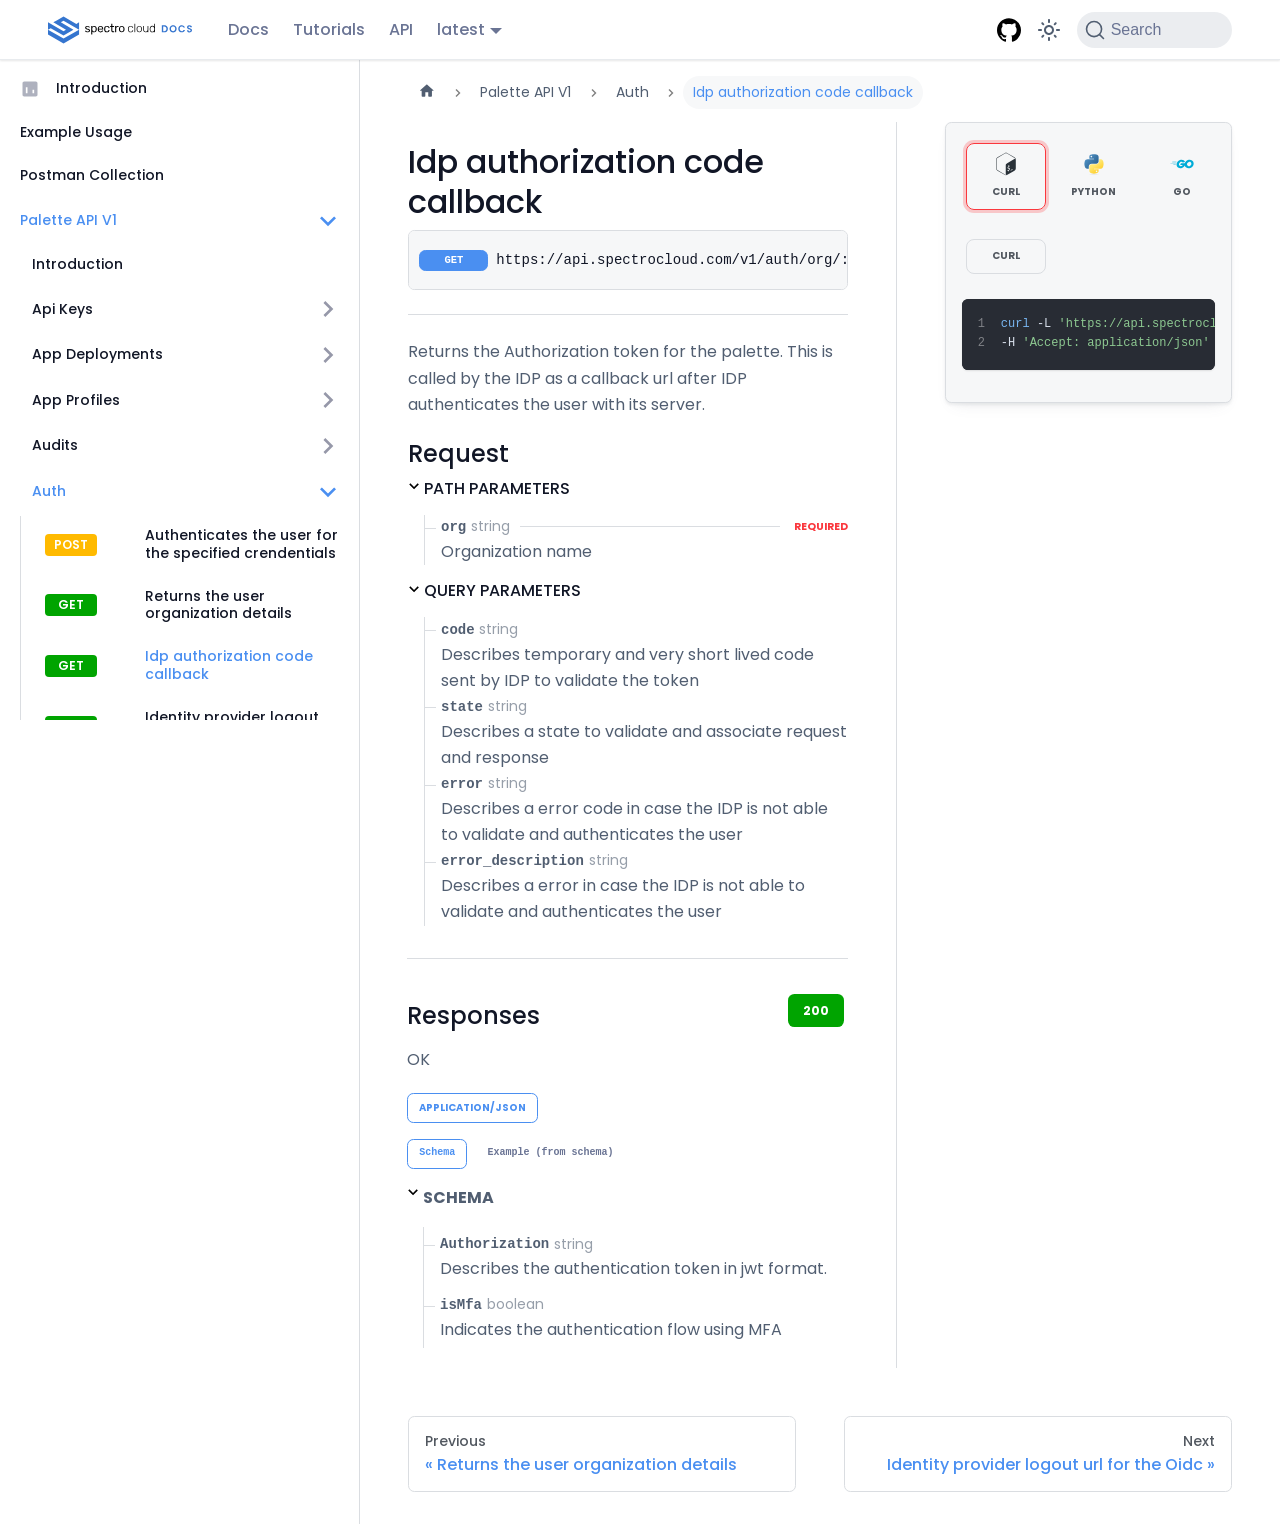 spectro cloud DOCS
Docs
Tutorials
API
latest
Search
Introduction
Example Usage
Postman Collection
Palette API V1
Introduction
Api Keys
App Deployments
App Profiles
Audits
Auth
POST
Authenticates the user for
the specified crendentials
GET
Returns the user
organization details
GET
Idp authorization code
callback
Identity provider logout
Palette API V1
Auth
Idp authorization code callback
Idp authorization code
callback
GET
https://api.spectrocloud.com/v1/auth/org/:
Returns the Authorization token for the palette. This is
called by the IDP as a callback url after IDP
authenticates the user with its server.
Request
PATH PARAMETERS
org string
REQUIRED
Organization name
QUERY PARAMETERS
code string
Describes temporary and very short lived code
sent by IDP to validate the token
state string
Describes a state to validate and associate request
and response
error string
Describes a error code in case the IDP is not able
to validate and authenticates the user
error_description string
Describes a error in case the IDP is not able to
validate and authenticates the user
Responses
200
OK
APPLICATION/JSON
Schema
Example (from schema)
SCHEMA
Authorization string
Describes the authentication token in jwt format.
isMfa boolean
Indicates the authentication flow using MFA
CURL
PYTHON
GO
CURL
1 curl -L 'https://api.spectrocl
2 -H 'Accept: application/json'
Previous
« Returns the user organization details
Next
Identity provider logout url for the Oidc »